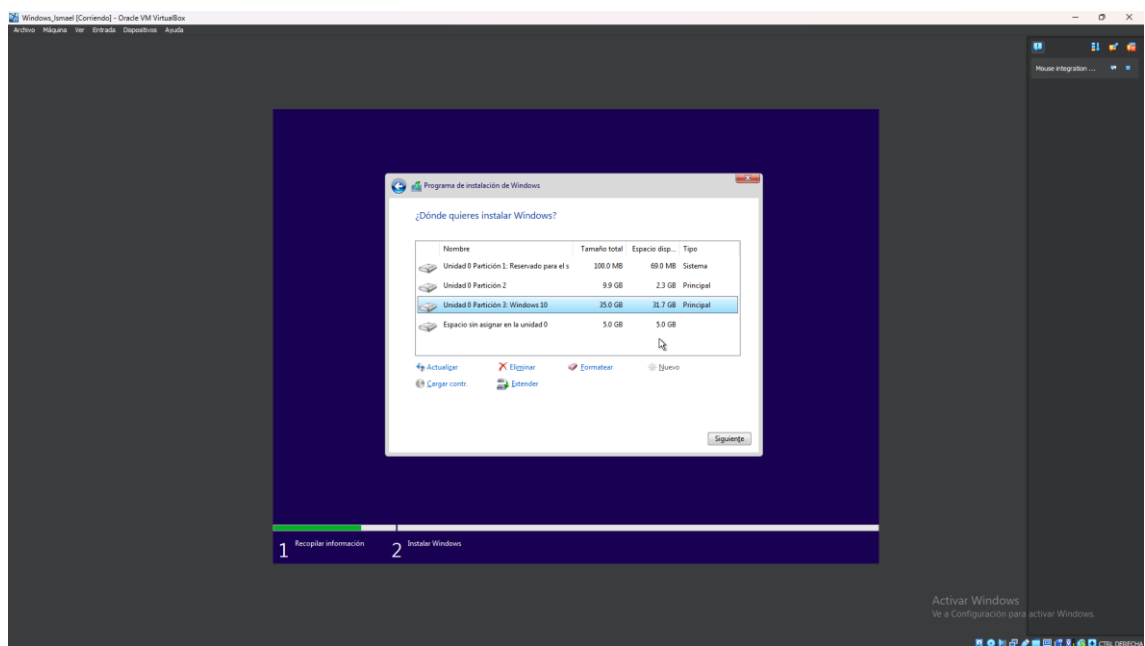 Windows_Ismael [Corriendo] - Oracle VM VirtualBox
Archivo Máquina Ver Entrada Dispositivos Ayuda
Mouse integration ...
Programa de instalación de Windows
¿Dónde quieres instalar Windows?
Nombre Tamaño total Espacio disp... Tipo
Unidad 0 Partición 1: Reservado para el s 100.0 MB 69.0 MB Sistema
Unidad 0 Partición 2 9.9 GB 2.3 GB Principal
Unidad 0 Partición 3: Windows 10 35.0 GB 31.7 GB Principal
Espacio sin asignar en la unidad 0 5.0 GB 5.0 GB
Actualizar Eliminar Formatear Nuevo
Cargar contr. Extender
Siguiente
1 Recopilar información 2 Instalar Windows
Activar Windows
Ve a Configuración para activar Windows.
CTRL DERECHA